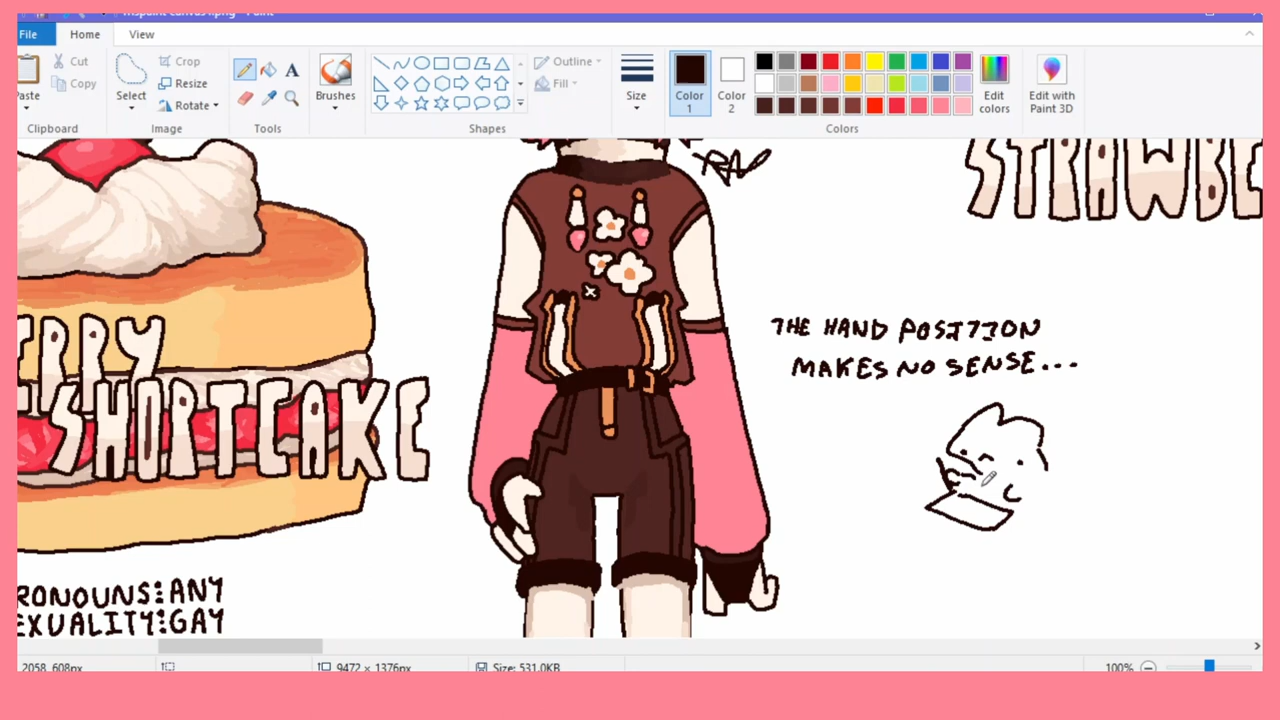 File Home View
Cut
Copy
Paste
Clipboard
Select
Crop
Resize
Rotate
Image
A
Tools
Brushes
Outline
Fill
Shapes
Size
Color
1
Color
2
Edit
colors
Edit with
Paint 3D
Colors
STRAWBE
ERRY
SHORTCAKE
THE HAND POSITION
MAKES NO SENSE...
RONOUNS:ANY
EXUALITY:GAY
2058, 608px
9472 × 1376px
Size: 531.0KB
100%